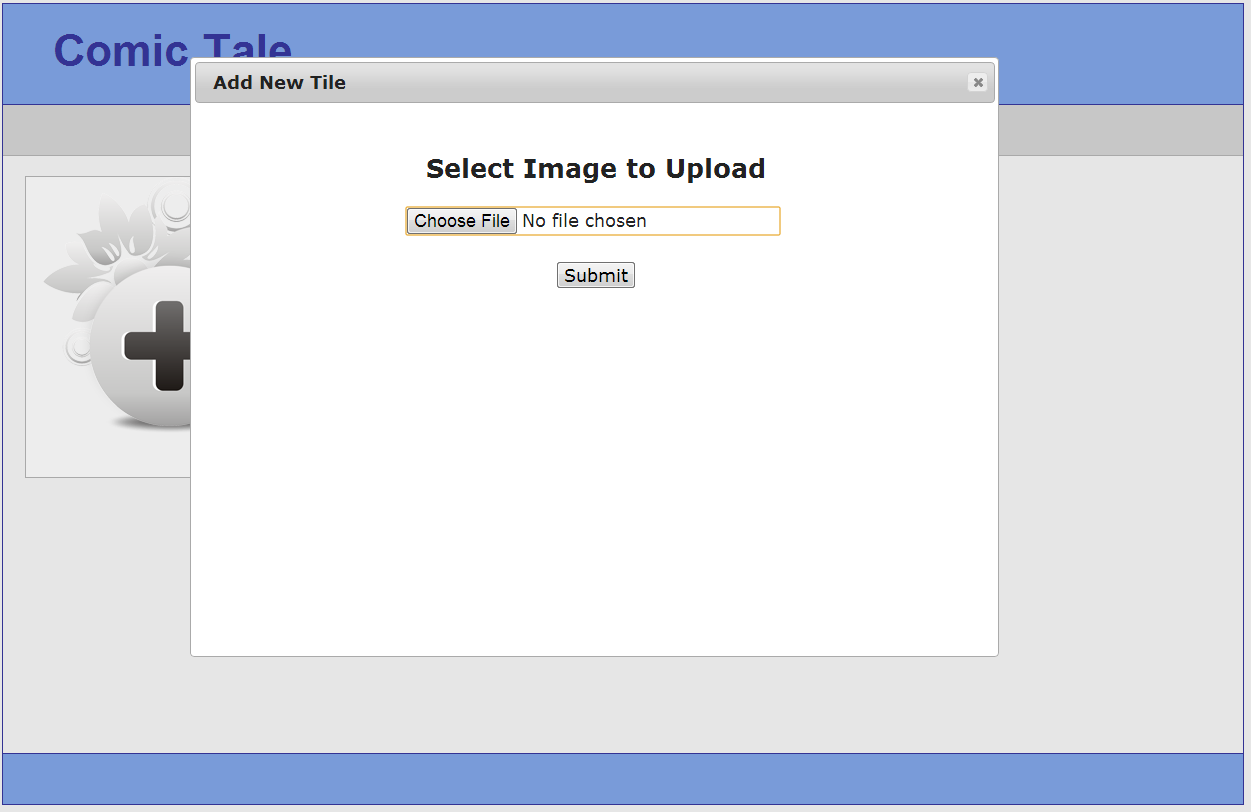 Comic Tale
Add New Tile
Select Image to Upload
Choose File No file chosen
Submit